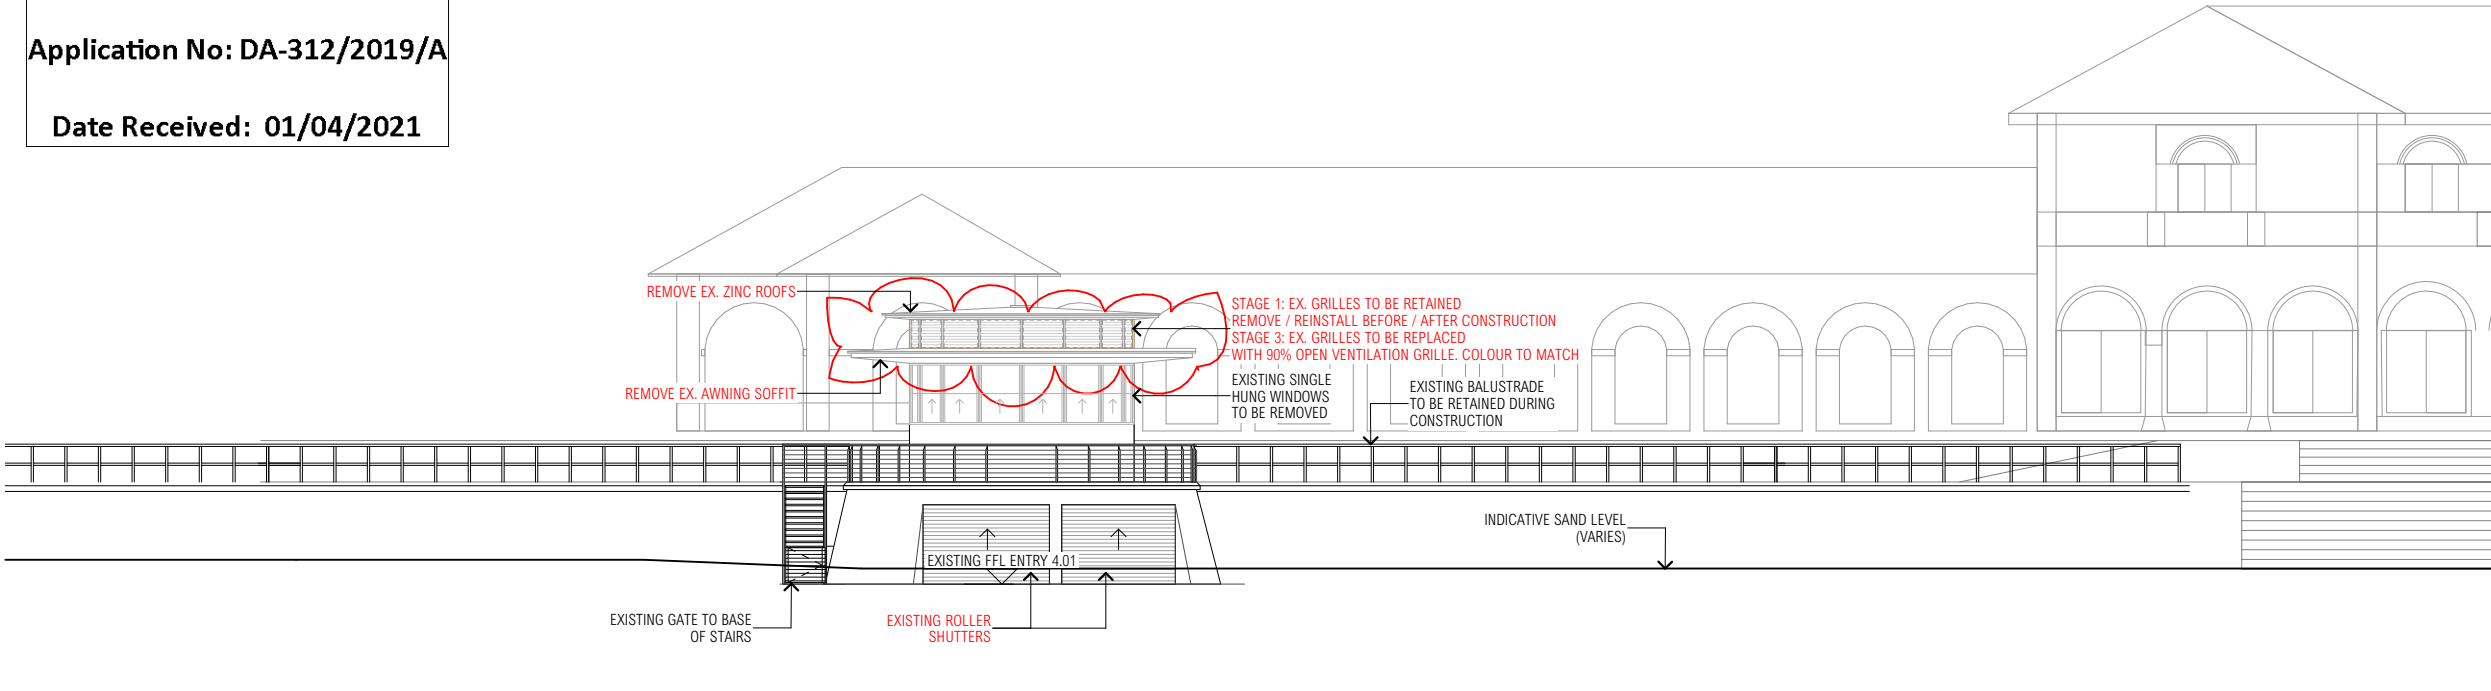 Application No: DA-312/2019/A
Date Received: 01/04/2021
REMOVE EX. ZINC ROOFS
STAGE 1: EX. GRILLES TO BE RETAINED
REMOVE / REINSTALL BEFORE / AFTER CONSTRUCTION
STAGE 3: EX. GRILLES TO BE REPLACED
WITH 90% OPEN VENTILATION GRILLE. COLOUR TO MATCH
REMOVE EX. AWNING SOFFIT
EXISTING SINGLE
HUNG WINDOWS
TO BE REMOVED
EXISTING BALUSTRADE
TO BE RETAINED DURING
CONSTRUCTION
INDICATIVE SAND LEVEL
(VARIES)
EXISTING FFL ENTRY 4.01
EXISTING GATE TO BASE
OF STAIRS
EXISTING ROLLER
SHUTTERS